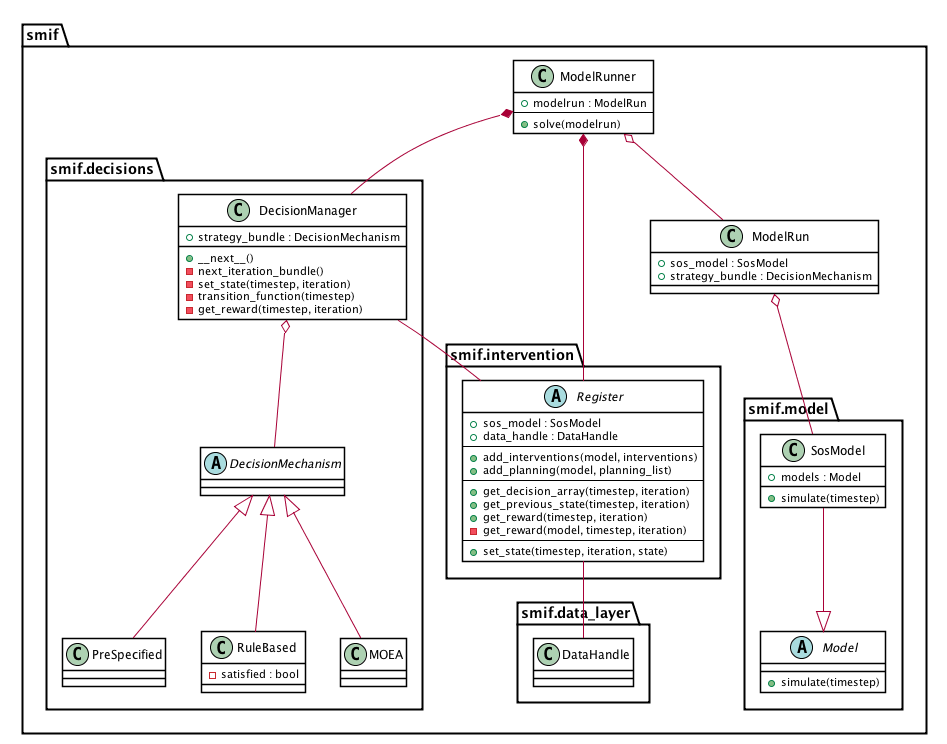 smif
C ModelRunner
modelrun : ModelRun
solve(modelrun)
smif.decisions
C DecisionManager
strategy_bundle : DecisionMechanism
__next__()
next_iteration_bundle()
set_state(timestep, iteration)
transition_function(timestep)
get_reward(timestep, iteration)
C ModelRun
sos_model : SosModel
strategy_bundle : DecisionMechanism
smif.intervention
A Register
sos_model : SosModel
data_handle : DataHandle
add_interventions(model, interventions)
add_planning(model, planning_list)
get_decision_array(timestep, iteration)
get_previous_state(timestep, iteration)
get_reward(timestep, iteration)
get_reward(model, timestep, iteration)
set_state(timestep, iteration, state)
smif.model
C SosModel
models : Model
simulate(timestep)
A DecisionMechanism
C PreSpecified
C RuleBased
satisfied : bool
C MOEA
smif.data_layer
C DataHandle
A Model
simulate(timestep)